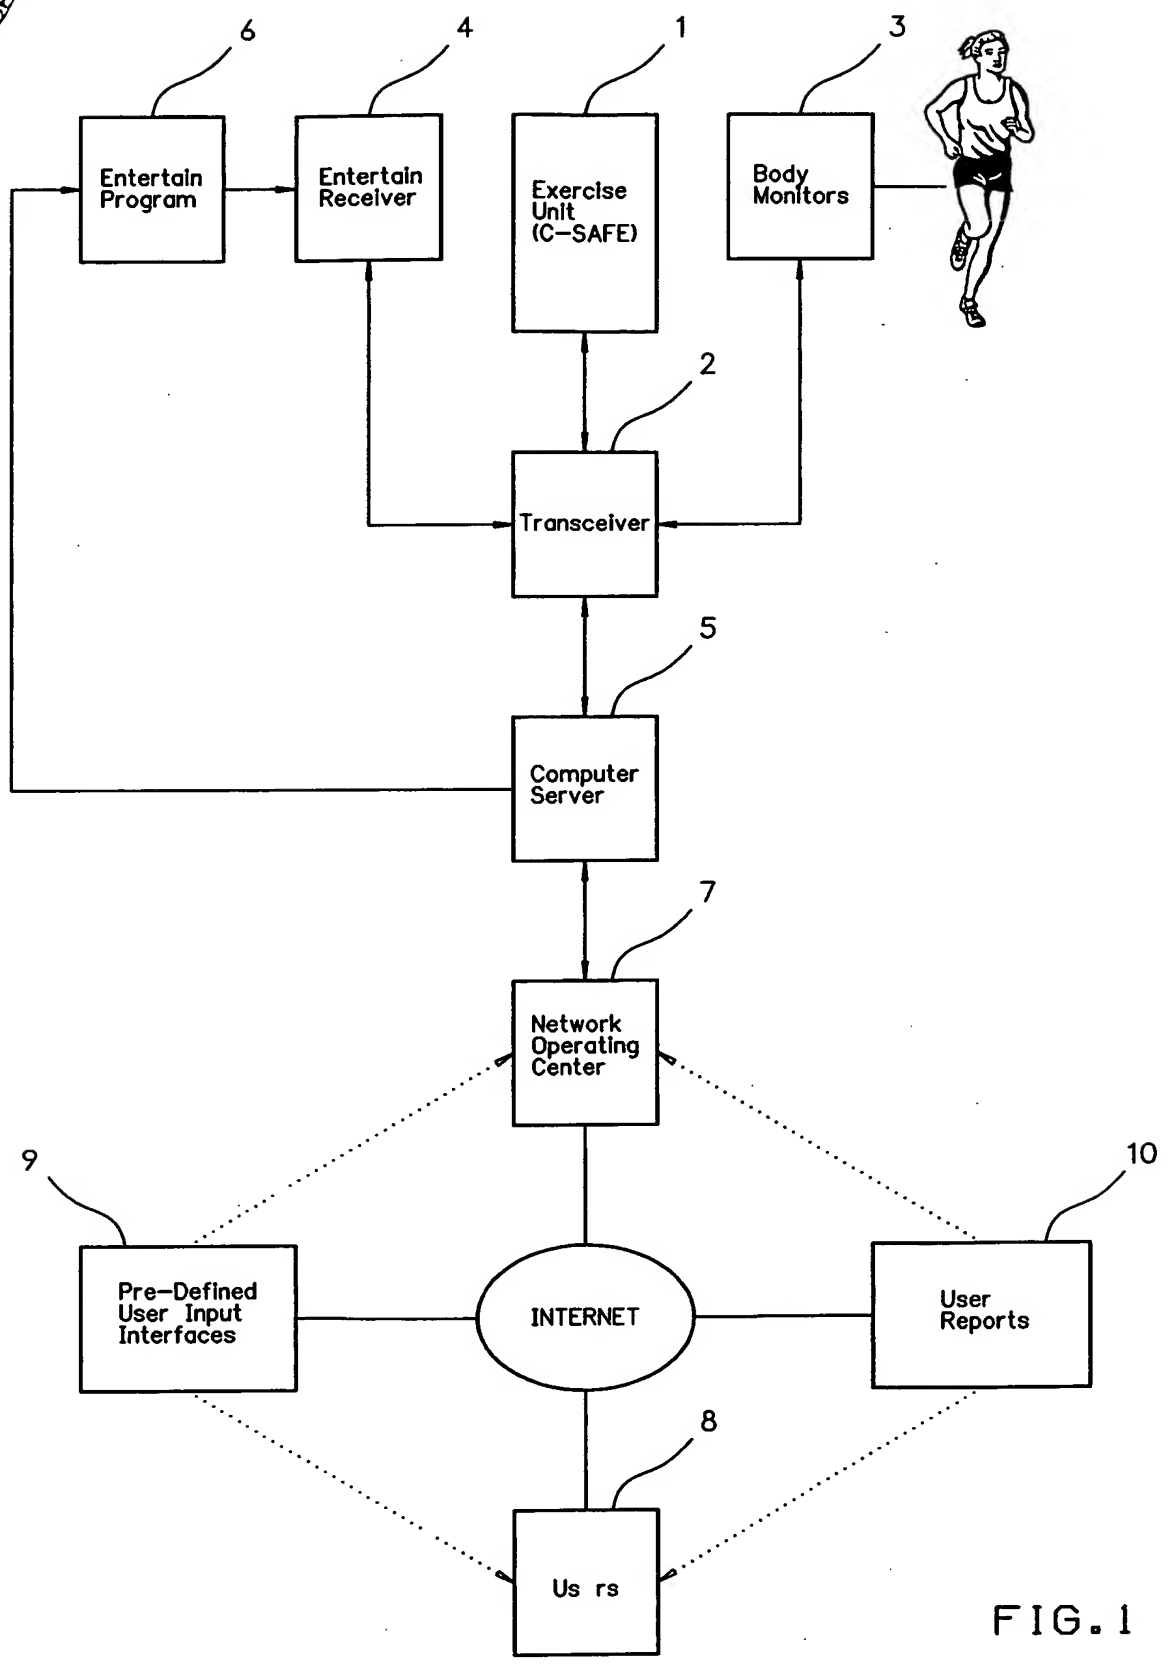 6
4
1
3
Entertain
Program
Entertain
Receiver
Exercise
Unit
(C-SAFE)
Body
Monitors
2
Transceiver
5
Computer
Server
7
Network
Operating
Center
9
10
Pre-Defined
User Input
Interfaces
INTERNET
User
Reports
8
Us rs
FIG. 1